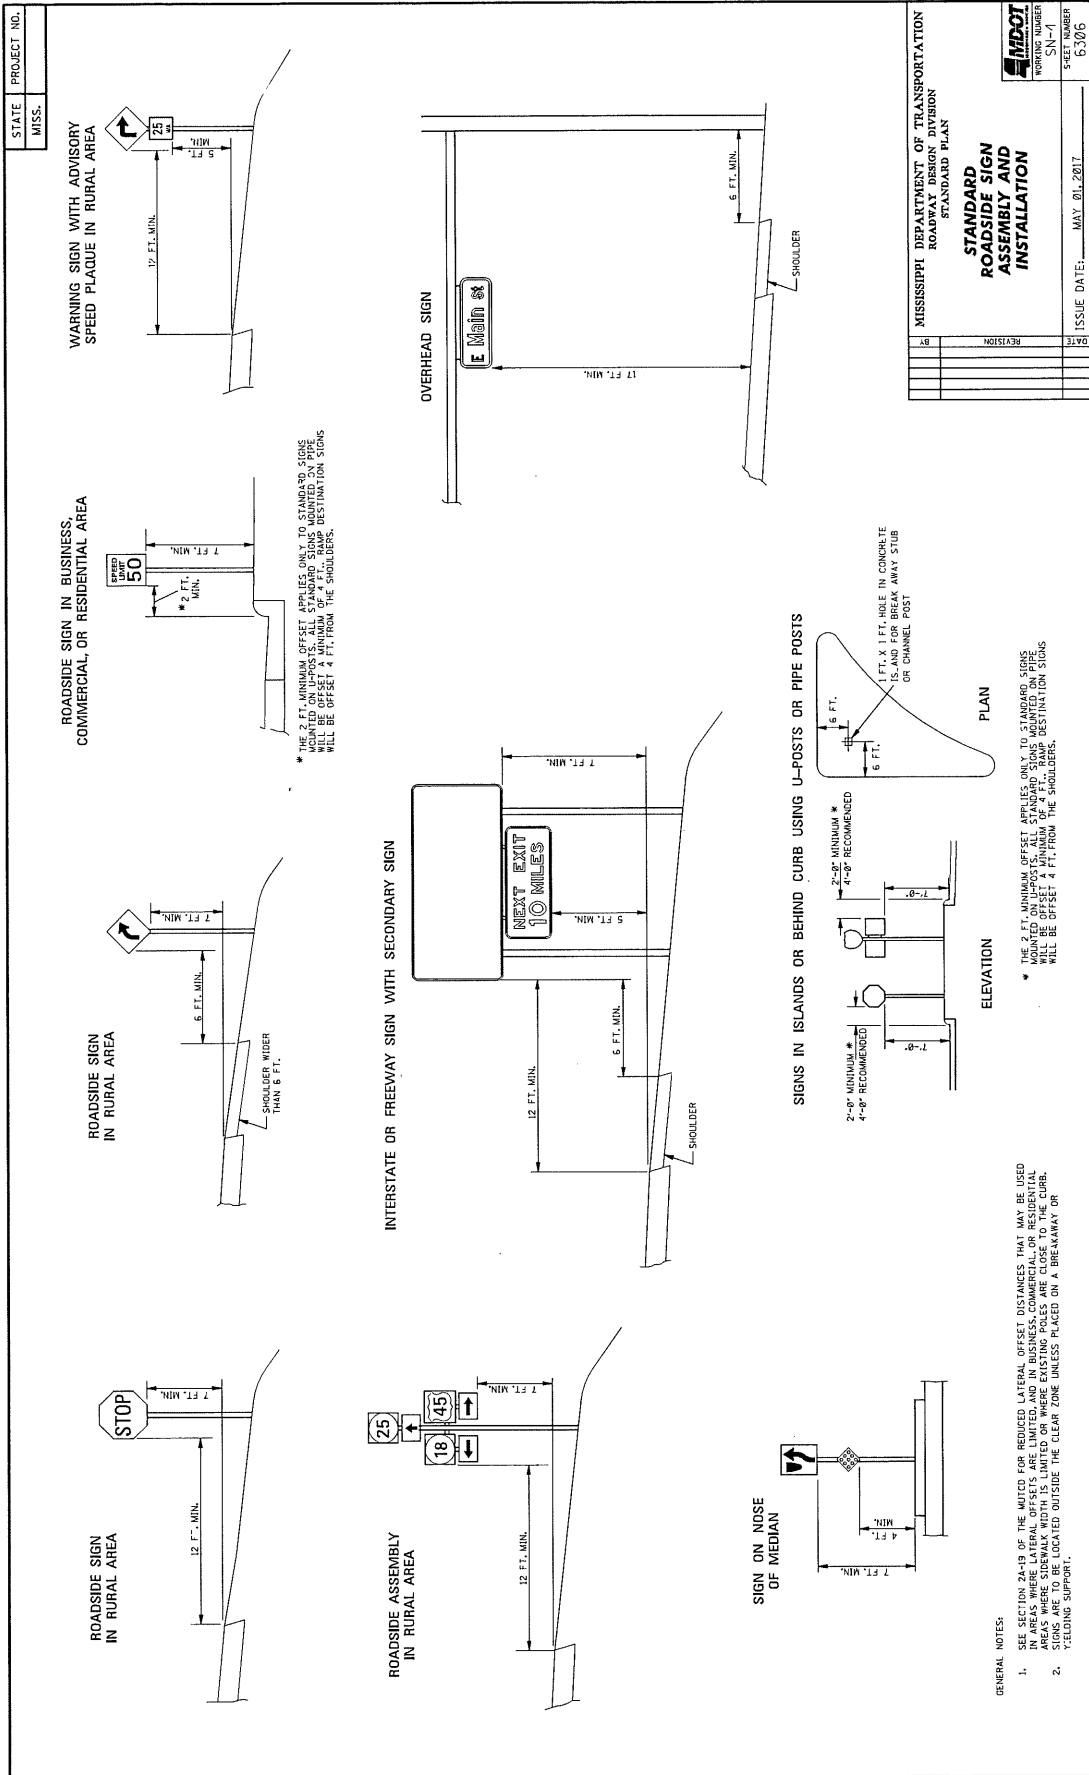 STATE PROJECT NO.
MISS.
ROADSIDE SIGN
IN RURAL AREA
STOP
12 FT. MIN.
7 FT. MIN.
ROADSIDE SIGN
IN RURAL AREA
6 FT. MIN.
7 FT. MIN.
SHOULDER WIDER
THAN 6 FT.
ROADSIDE SIGN IN BUSINESS,
COMMERCIAL, OR RESIDENTIAL AREA
SPEED
LIMIT
50
* 2 FT.
MIN.
7 FT. MIN.
* THE 2 FT. MINIMUM OFFSET APPLIES ONLY TO STANDARD SIGNS
MOUNTED ON U-POSTS. ALL STANDARD SIGNS MOUNTED ON PIPE
WILL BE OFFSET A MINIMUM OF 4 FT.. RAMP DESTINATION SIGNS
WILL BE OFFSET 4 FT. FROM THE SHOULDERS.
WARNING SIGN WITH ADVISORY
SPEED PLAQUE IN RURAL AREA
25
12 FT. MIN.
5 FT.
MIN.
ROADSIDE ASSEMBLY
IN RURAL AREA
25
18
45
12 FT. MIN.
7 FT. MIN.
INTERSTATE OR FREEWAY SIGN WITH SECONDARY SIGN
NEXT EXIT
10 MILES
12 FT. MIN.
6 FT. MIN.
5 FT. MIN.
7 FT. MIN.
SHOULDER
OVERHEAD SIGN
E Main St
17 FT. MIN.
6 FT. MIN.
SHOULDER
SIGN ON NOSE
OF MEDIAN
7 FT. MIN.
4 FT.
MIN.
SIGNS IN ISLANDS OR BEHIND CURB USING U-POSTS OR PIPE POSTS
2'-0" MINIMUM *
4'-0" RECOMMENDED
7'-0"
2'-0" MINIMUM *
4'-0" RECOMMENDED
7'-0"
ELEVATION
6 FT.
6 FT.
1 FT. X 1 FT. HOLE IN CONCRETE
ISLAND FOR BREAK AWAY STUB
OR CHANNEL POST
PLAN
* THE 2 FT. MINIMUM OFFSET APPLIES ONLY TO STANDARD SIGNS
MOUNTED ON U-POSTS. ALL STANDARD SIGNS MOUNTED ON PIPE
WILL BE OFFSET A MINIMUM OF 4 FT.. RAMP DESTINATION SIGNS
WILL BE OFFSET 4 FT. FROM THE SHOULDERS.
GENERAL NOTES:
1. SEE SECTION 2A-19 OF THE MUTCD FOR REDUCED LATERAL OFFSET DISTANCES THAT MAY BE USED
IN AREAS WHERE LATERAL OFFSETS ARE LIMITED, AND IN BUSINESS, COMMERCIAL, OR RESIDENTIAL
AREAS WHERE SIDEWALK WIDTH IS LIMITED OR WHERE EXISTING POLES ARE CLOSE TO THE CURB.
2. SIGNS ARE TO BE LOCATED OUTSIDE THE CLEAR ZONE UNLESS PLACED ON A BREAKAWAY OR
YIELDING SUPPORT.
BY
REVISION
DATE
MISSISSIPPI DEPARTMENT OF TRANSPORTATION
ROADWAY DESIGN DIVISION
STANDARD PLAN
STANDARD
ROADSIDE SIGN
ASSEMBLY AND
INSTALLATION
ISSUE DATE: MAY 01, 2017
MDOT
WORKING NUMBER
SN-1
SHEET NUMBER
6306